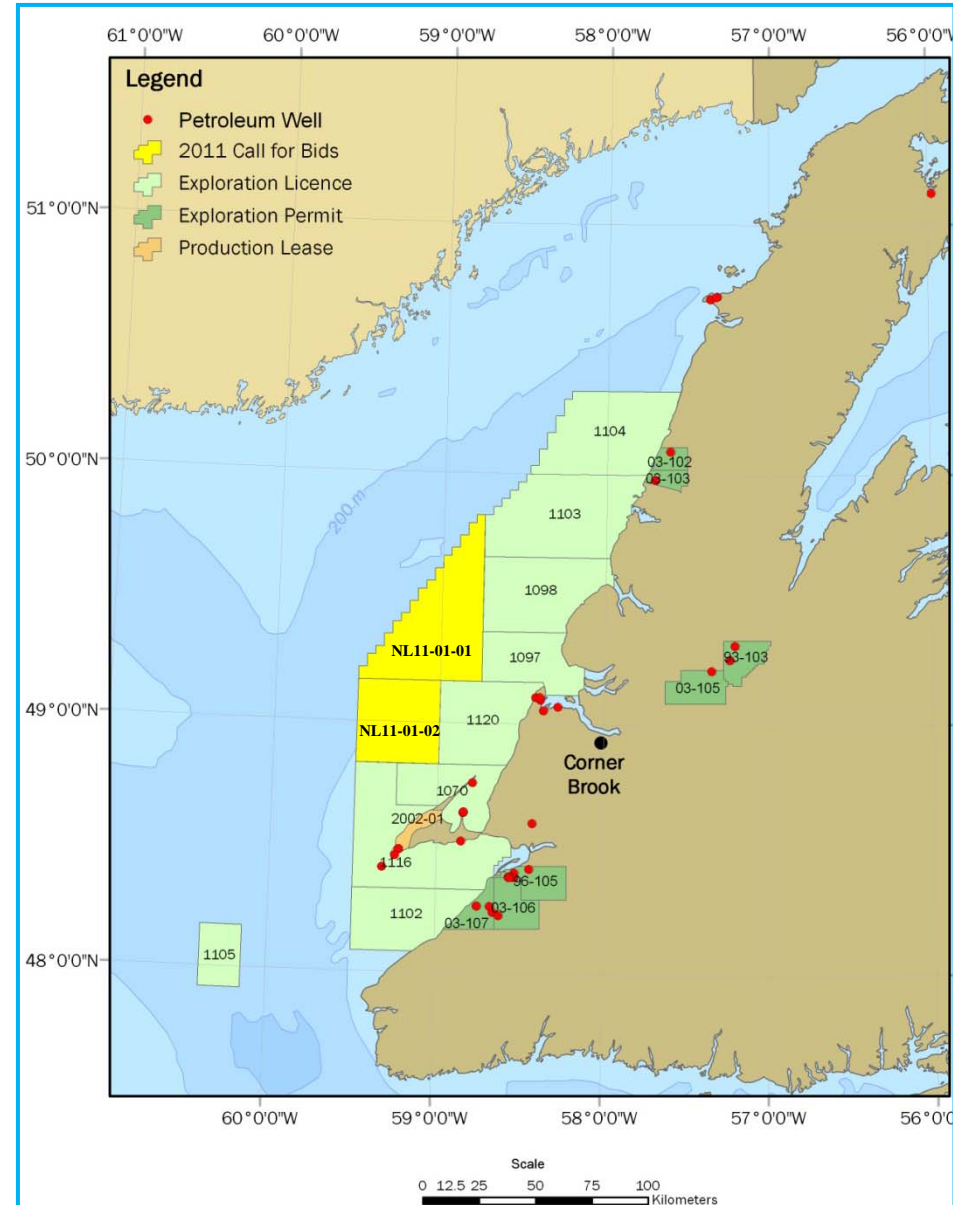 61°0'0"W 60°0'0"W 59°0'0"W 58°0'0"W 57°0'0"W 56°0'0"W
Legend
Petroleum Well
2011 Call for Bids
Exploration Licence
Exploration Permit
Production Lease
51°0'0"N
50°0'0"N
49°0'0"N
48°0'0"N
200 m
1104
03-102
03-103
1103
1098
NL11-01-01
1097
93-103
03-105
1120
NL11-01-02
Corner
Brook
1070
2002-01
1116
96-105
03-106
1102
03-107
1105
60°0'0"W 59°0'0"W 58°0'0"W 57°0'0"W 56°0'0"
Scale
0 12.5 25 50 75 100
Kilometers